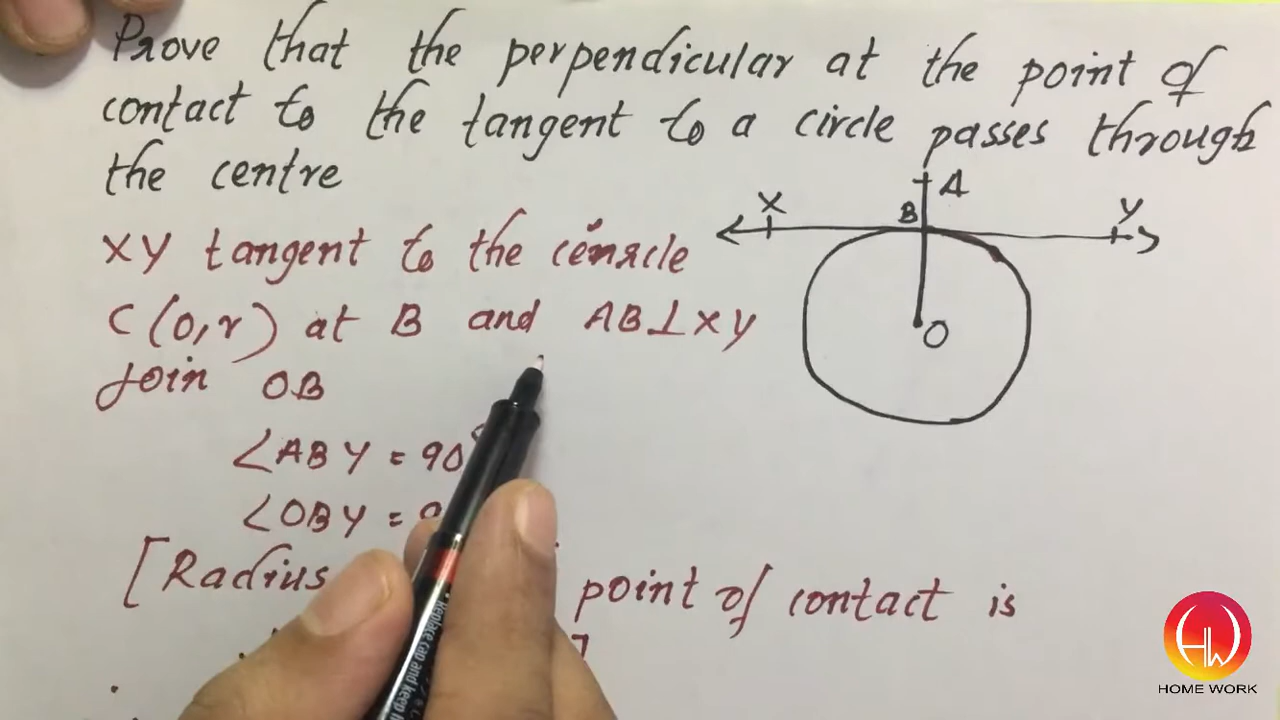 Prove that the perpendicular at the point of
contact to the tangent to a circle passes through
the centre
A
X
B
Y
XY tangent to the circle
C(O,r) at B and AB⊥XY
O
Join OB
∠ABY = 90°
∠OBY =
[Radius point of contact is
]
HW
HOME WORK